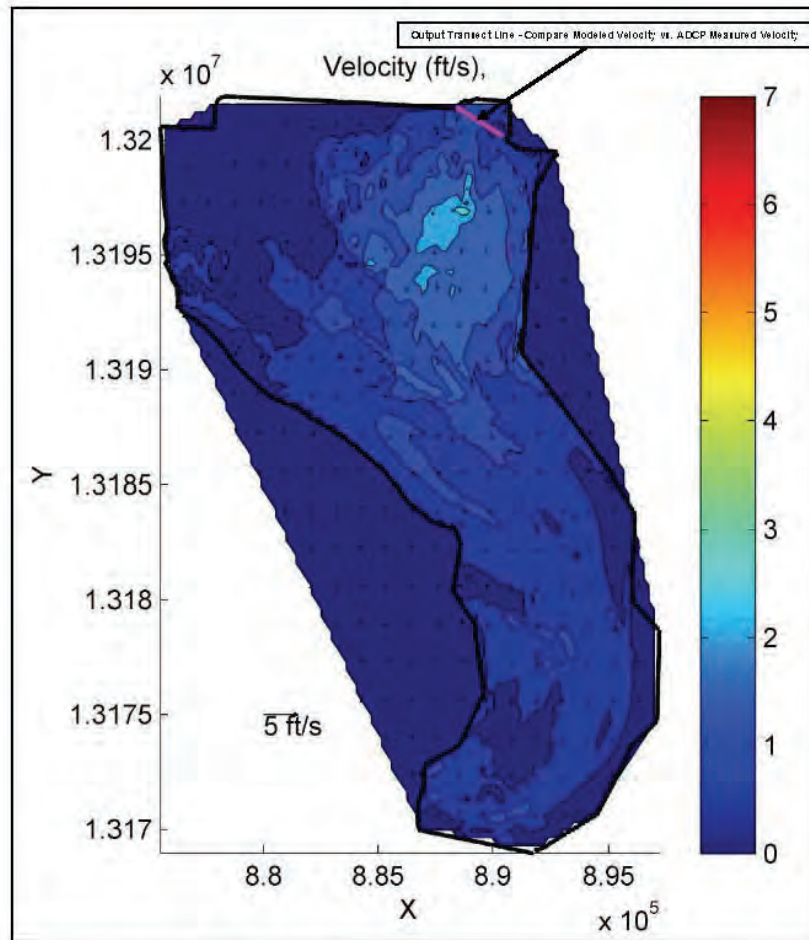 Output Transect Line - Compare Modeled Velocity vs. ADCP Measured Velocity
x 10^7
Velocity (ft/s),
1.32
1.3195
1.319
1.3185
1.318
1.3175
1.317
Y
5 ft/s
8.8
8.85
8.9
8.95
X
x 10^5
7
6
5
4
3
2
1
0